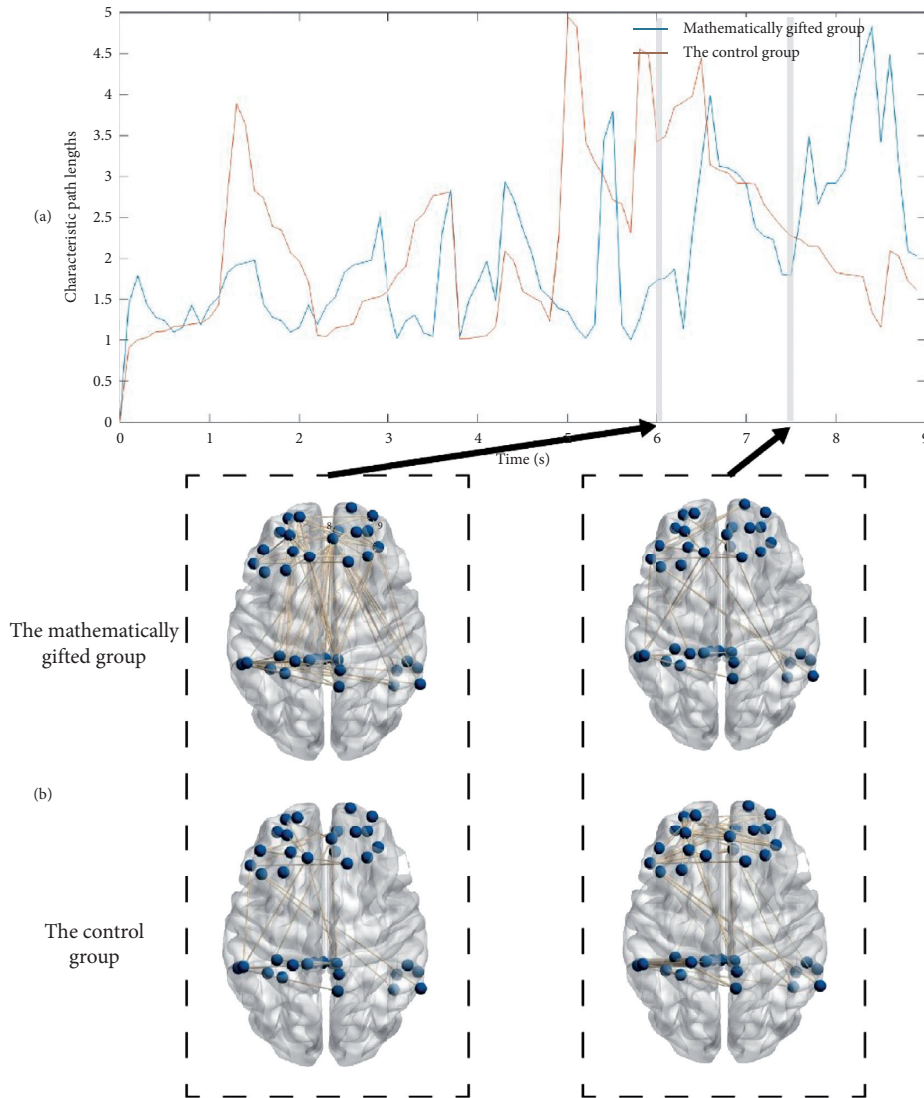 5
4.5
4
3.5
3
2.5
2
1.5
1
0.5
0
Characteristic path lengths
(a)
Mathematically gifted group
The control group
0 1 2 3 4 5 6 7 8 9
Time (s)
8 9
The mathematically
gifted group
(b)
The control
group